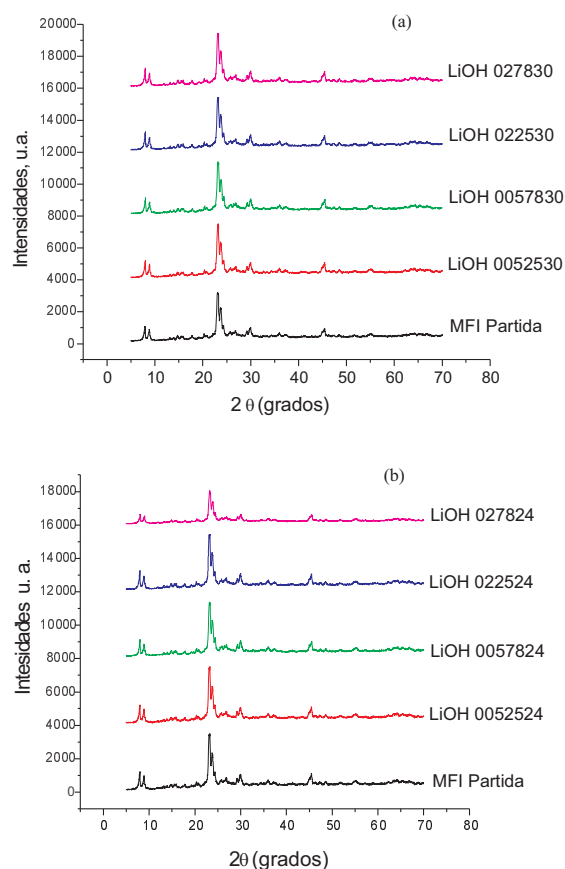 (a)
20000
18000
16000
14000
12000
10000
8000
6000
4000
2000
0
Intensidades, u.a.
LiOH 027830
LiOH 022530
LiOH 0057830
LiOH 0052530
MFI Partida
0 10 20 30 40 50 60 70 80
2 θ (grados)
(b)
18000
16000
14000
12000
10000
8000
6000
4000
2000
0
Intesidades u. a.
LiOH 027824
LiOH 022524
LiOH 0057824
LiOH 0052524
MFI Partida
0 10 20 30 40 50 60 70 80
2θ (grados)